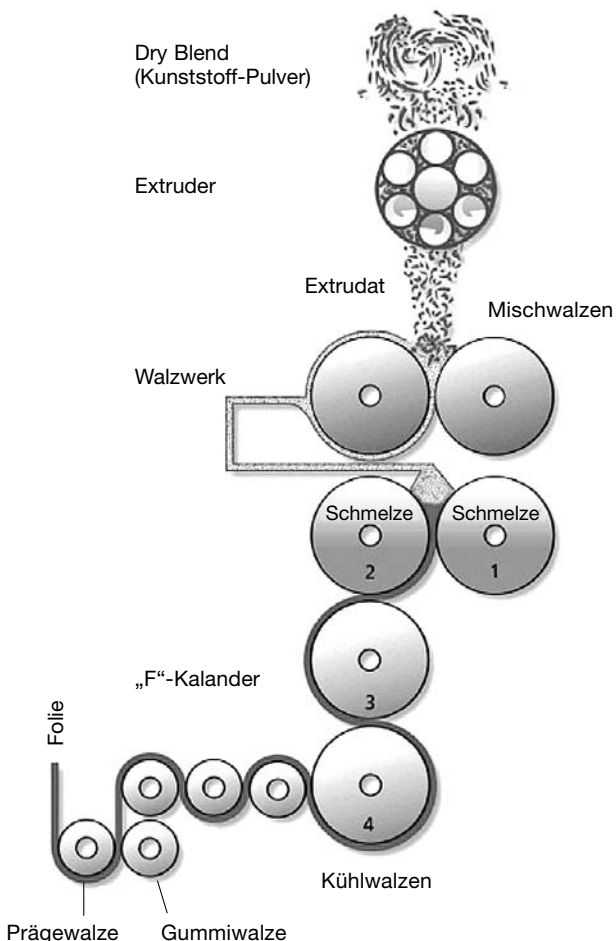 Dry Blend
(Kunststoff-Pulver)
Extruder
Extrudat
Mischwalzen
Walzwerk
Schmelze
Schmelze
2
1
3
„F“-Kalander
Folie
4
Kühlwalzen
Prägewalze
Gummiwalze